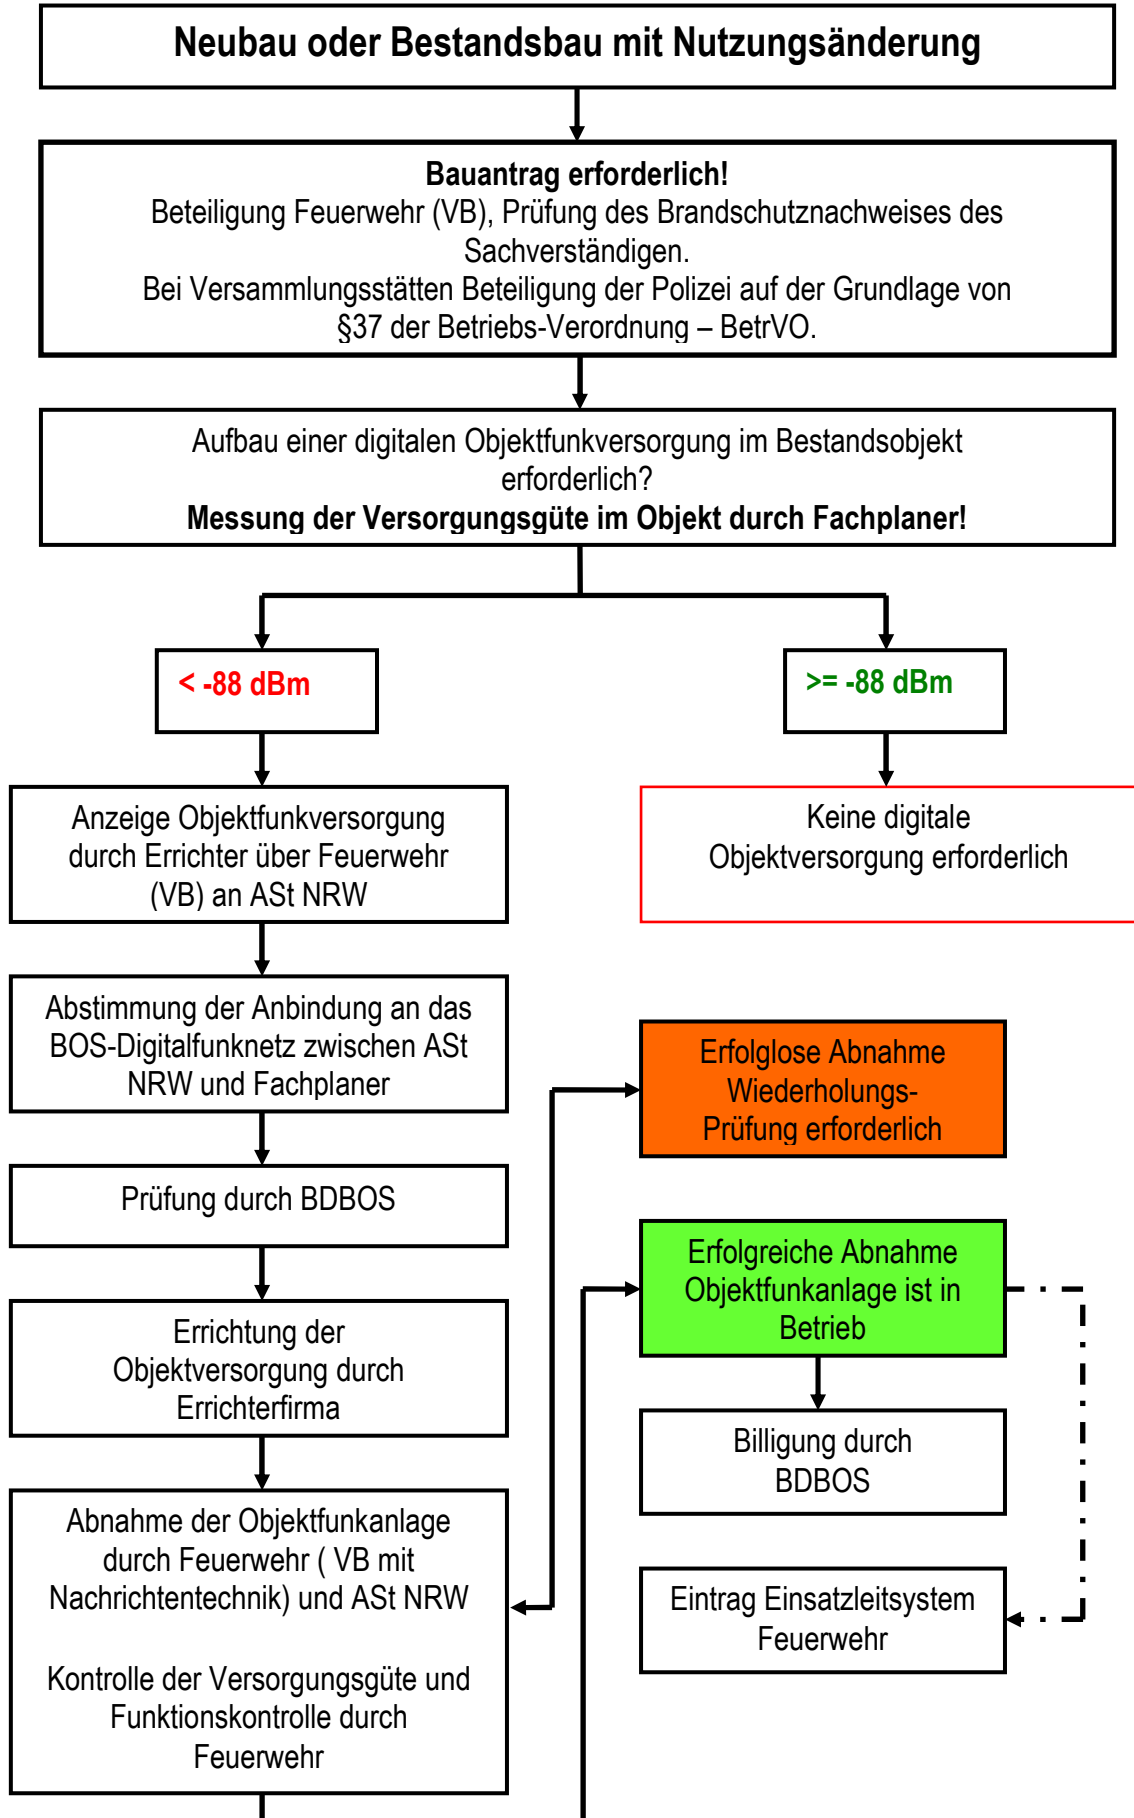 Neubau oder Bestandsbau mit Nutzungsänderung
Bauantrag erforderlich!
Beteiligung Feuerwehr (VB), Prüfung des Brandschutznachweises des
Sachverständigen.
Bei Versammlungsstätten Beteiligung der Polizei auf der Grundlage von
§37 der Betriebs-Verordnung – BetrVO.
Aufbau einer digitalen Objektfunkversorgung im Bestandsobjekt
erforderlich?
Messung der Versorgungsgüte im Objekt durch Fachplaner!
< -88 dBm
>= -88 dBm
Anzeige Objektfunkversorgung
durch Errichter über Feuerwehr
(VB) an ASt NRW
Keine digitale
Objektversorgung erforderlich
Abstimmung der Anbindung an das
BOS-Digitalfunknetz zwischen ASt
NRW und Fachplaner
Erfolglose Abnahme
Wiederholungs-
Prüfung erforderlich
Prüfung durch BDBOS
Erfolgreiche Abnahme
Objektfunkanlage ist in
Betrieb
Errichtung der
Objektversorgung durch
Errichterfirma
Billigung durch
BDBOS
Abnahme der Objektfunkanlage
durch Feuerwehr ( VB mit
Nachrichtentechnik) und ASt NRW
Kontrolle der Versorgungsgüte und
Funktionskontrolle durch
Feuerwehr
Eintrag Einsatzleitsystem
Feuerwehr